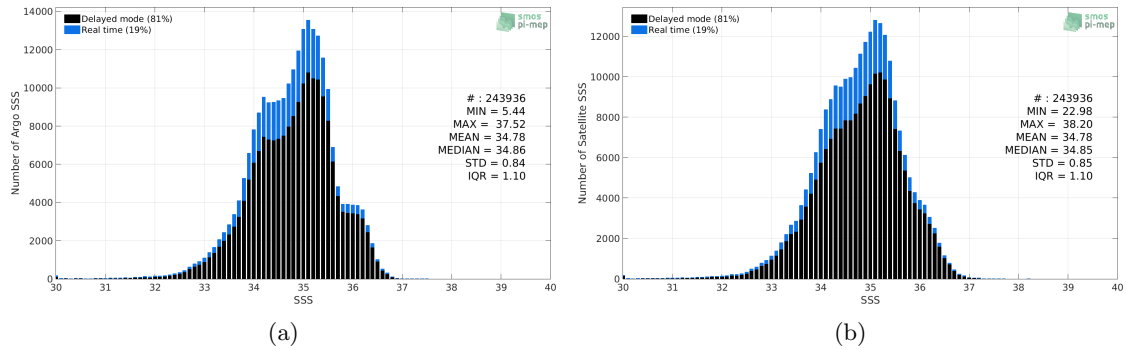 Delayed mode (81%)
Real time (19%)
smos
pi-mep
14000
12000
10000
8000
6000
4000
2000
0
Number of Argo SSS
# : 243936
MIN = 5.44
MAX = 37.52
MEAN = 34.78
MEDIAN = 34.86
STD = 0.84
IQR = 1.10
30 31 32 33 34 35 36 37 38 39 40
SSS
(a)
Delayed mode (81%)
Real time (19%)
smos
pi-mep
12000
10000
8000
6000
4000
2000
0
Number of Satellite SSS
# : 243936
MIN = 22.98
MAX = 38.20
MEAN = 34.78
MEDIAN = 34.85
STD = 0.85
IQR = 1.10
30 31 32 33 34 35 36 37 38 39 40
SSS
(b)